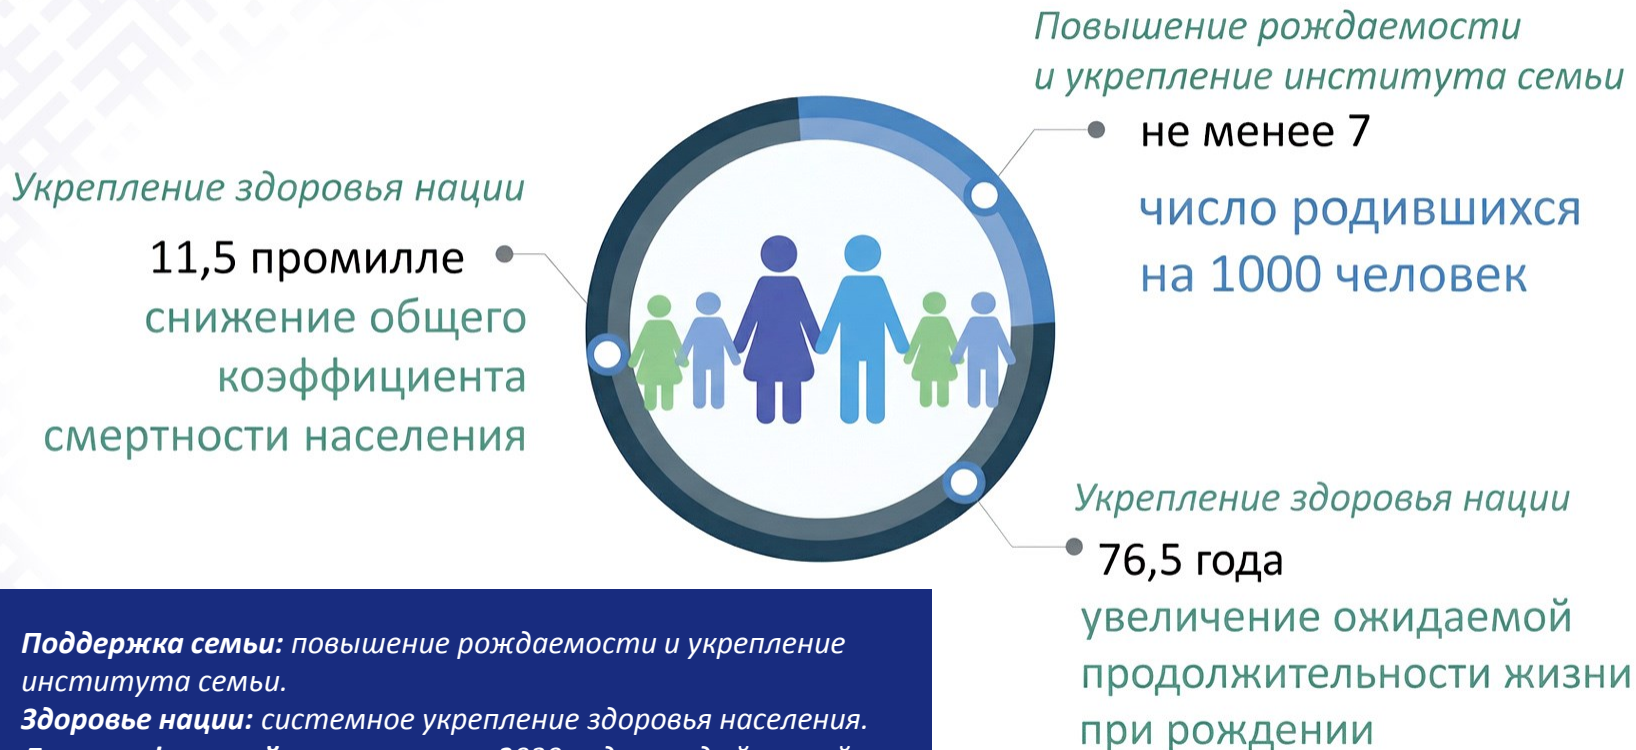 Повышение рождаемости
и укрепление института семьи
не менее 7
число родившихся
на 1000 человек
Укрепление здоровья нации
11,5 промилле
снижение общего
коэффициента
смертности населения
Укрепление здоровья нации
76,5 года
увеличение ожидаемой
продолжительности жизни
при рождении
Поддержка семьи: повышение рождаемости и укрепление
института семьи.
Здоровье нации: системное укрепление здоровья населения.